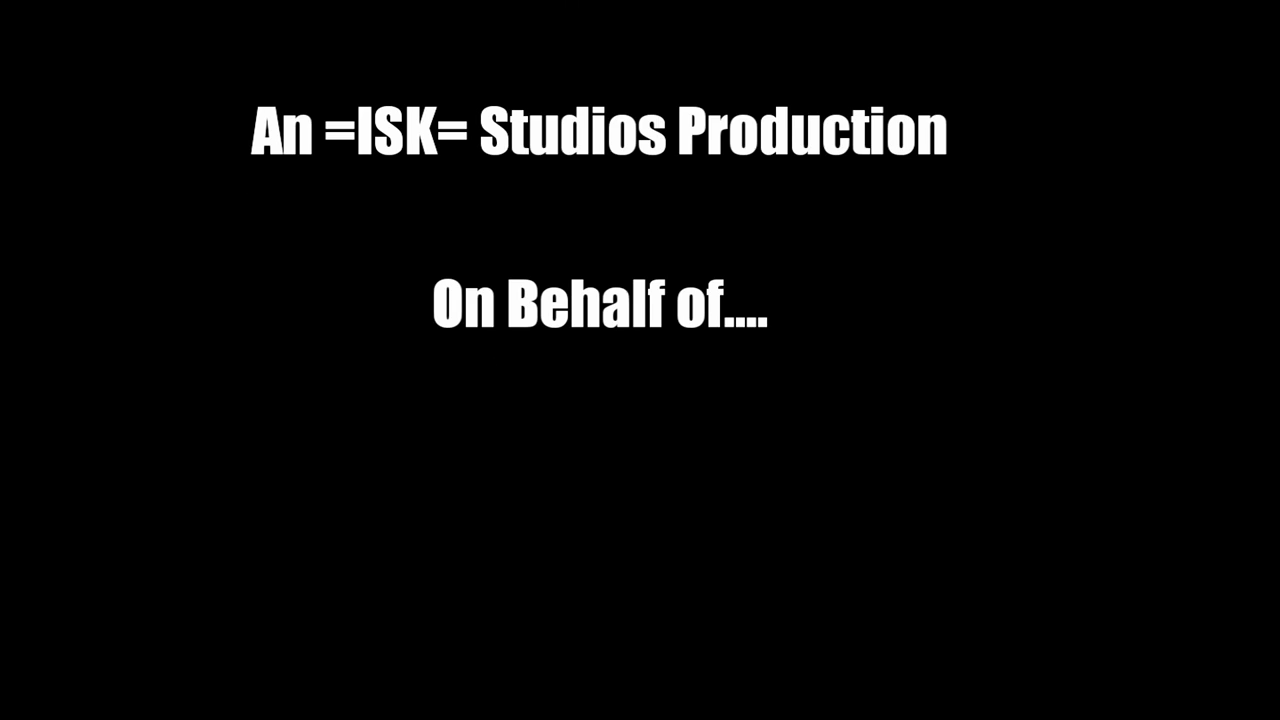 An =ISK= Studios Production
On Behalf of....